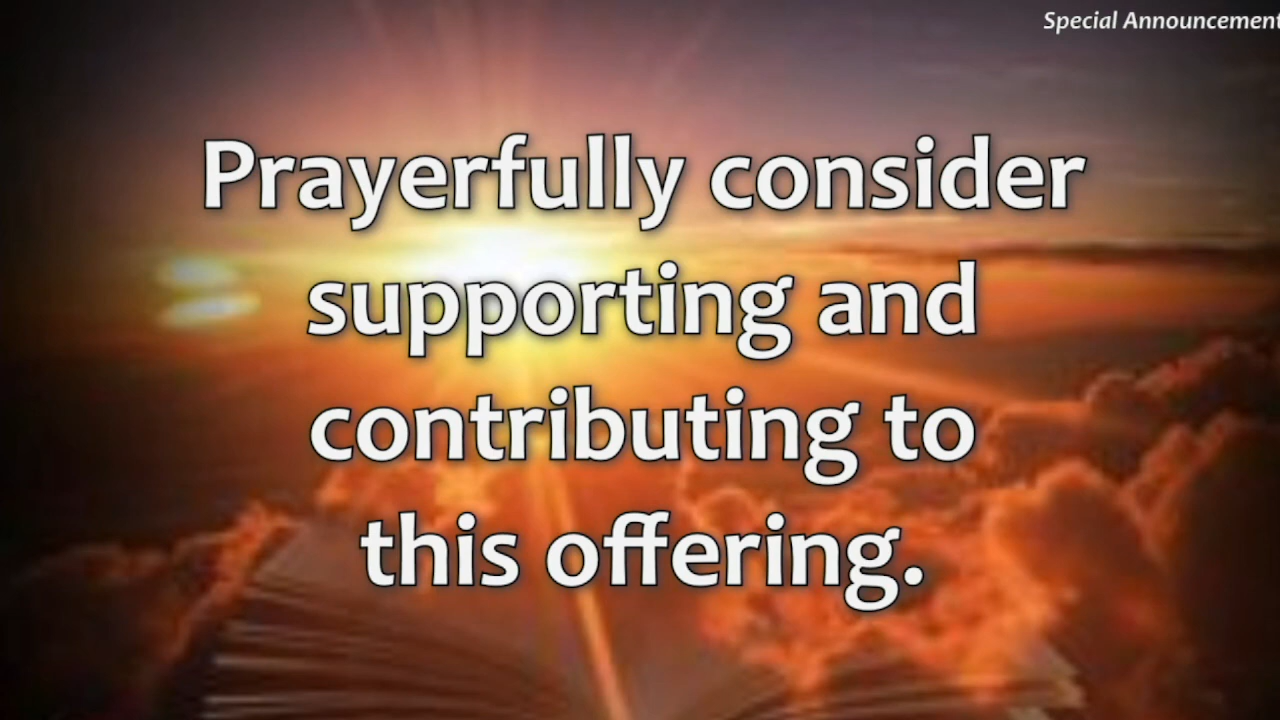 Special Announcement
Prayerfully consider
supporting and
contributing to
this offering.